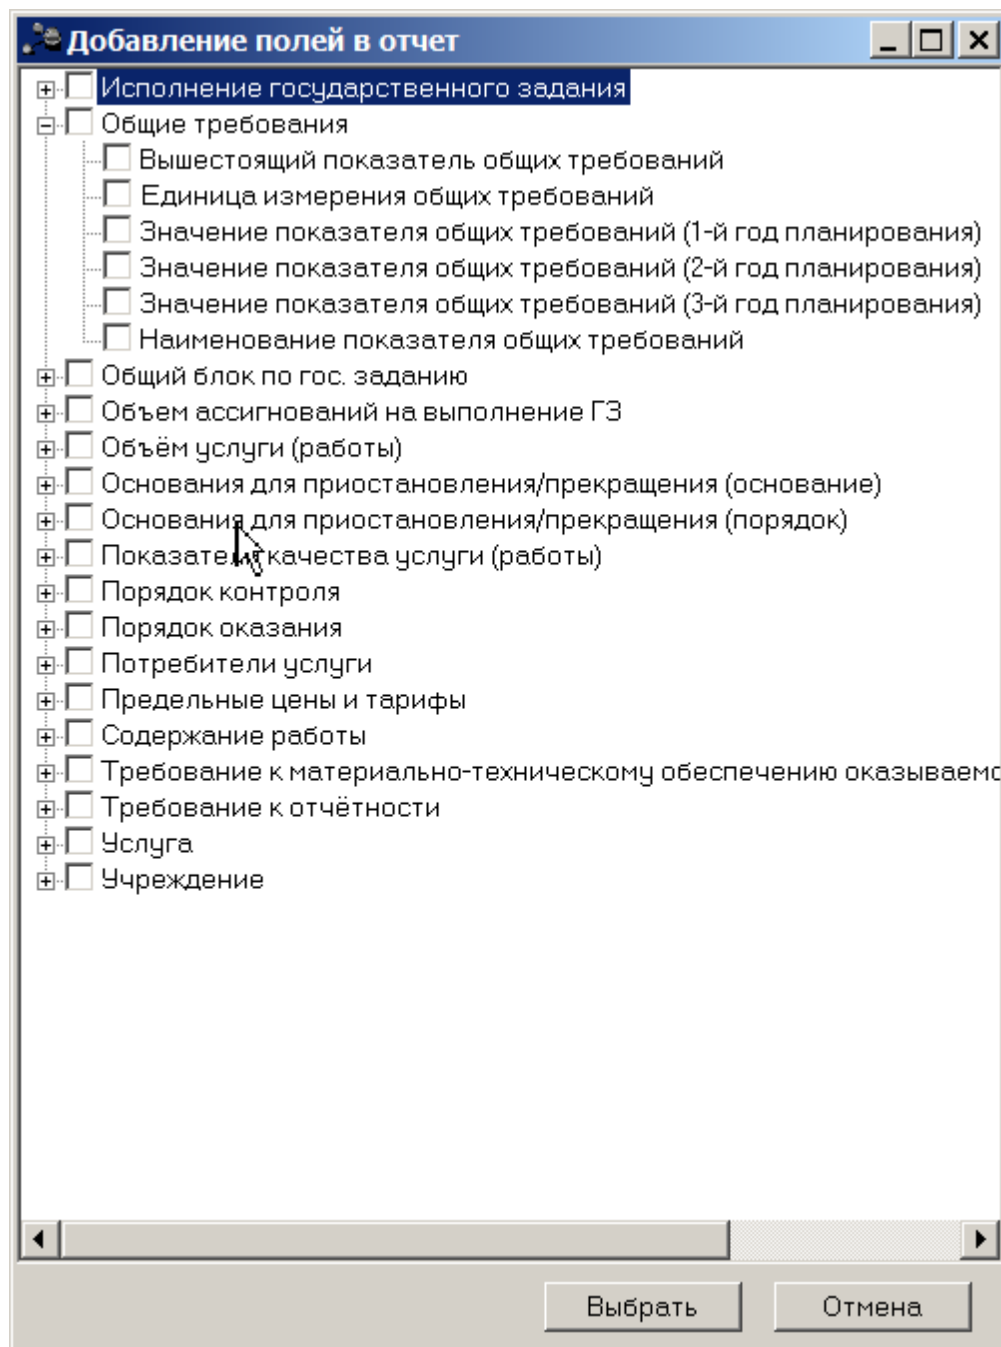 Добавление полей в отчет
Исполнение государственного задания
Общие требования
Вышестоящий показатель общих требований
Единица измерения общих требований
Значение показателя общих требований (1-й год планирования)
Значение показателя общих требований (2-й год планирования)
Значение показателя общих требований (3-й год планирования)
Наименование показателя общих требований
Общий блок по гос. заданию
Объем ассигнований на выполнение ГЗ
Объём услуги (работы)
Основания для приостановления/прекращения (основание)
Основания для приостановления/прекращения (порядок)
качества услуги (работы)
Порядок контроля
Порядок оказания
Потребители услуги
Предельные цены и тарифы
Содержание работы
Требование к материально-техническому обеспечению оказываемо
Требование к отчётности
Услуга
Учреждение
Выбрать
Отмена